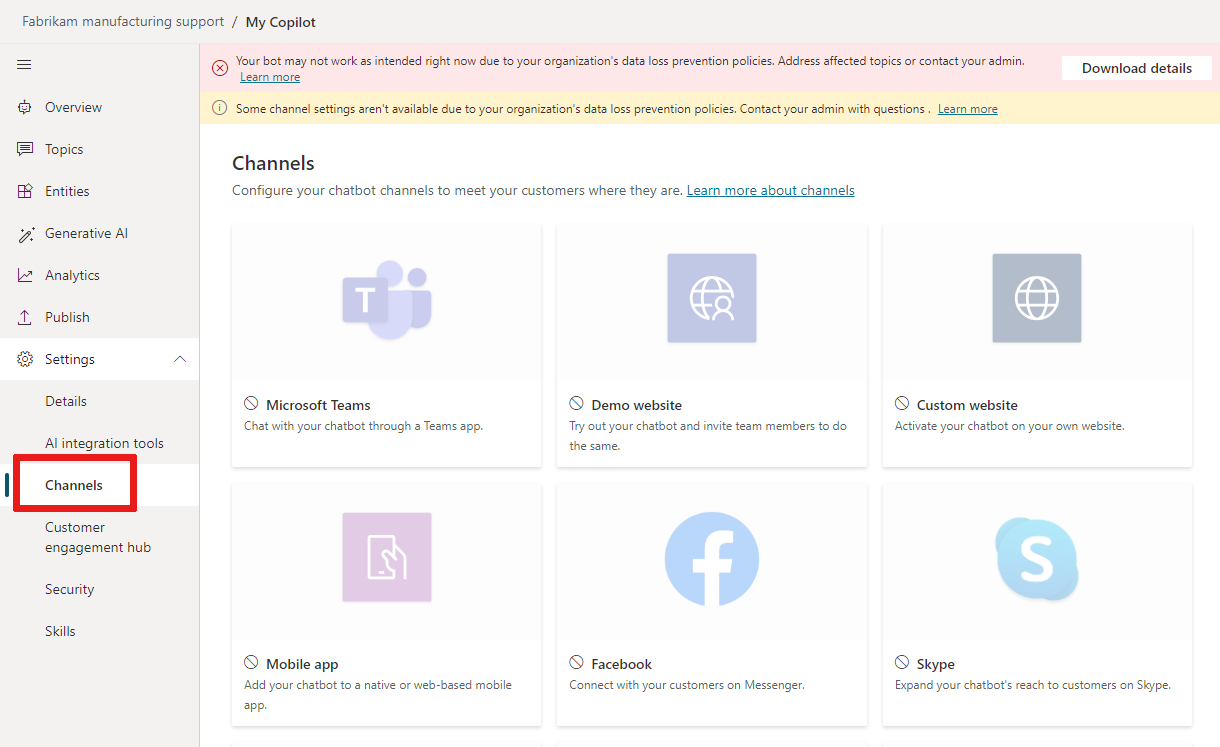 Fabrikam manufacturing support / My Copilot
Your bot may not work as intended right now due to your organization's data loss prevention policies. Address affected topics or contact your admin.
Learn more
Download details
Some channel settings aren't available due to your organization's data loss prevention policies. Contact your admin with questions . Learn more
Overview
Topics
Entities
Generative AI
Analytics
Publish
Settings
Details
AI integration tools
Channels
Customer
engagement hub
Security
Skills
Channels
Configure your chatbot channels to meet your customers where they are. Learn more about channels
T
Microsoft Teams
Chat with your chatbot through a Teams app.
Demo website
Try out your chatbot and invite team members to do
the same.
Custom website
Activate your chatbot on your own website.
Mobile app
Add your chatbot to a native or web-based mobile
app.
f
Facebook
Connect with your customers on Messenger.
S
Skype
Expand your chatbot's reach to customers on Skype.